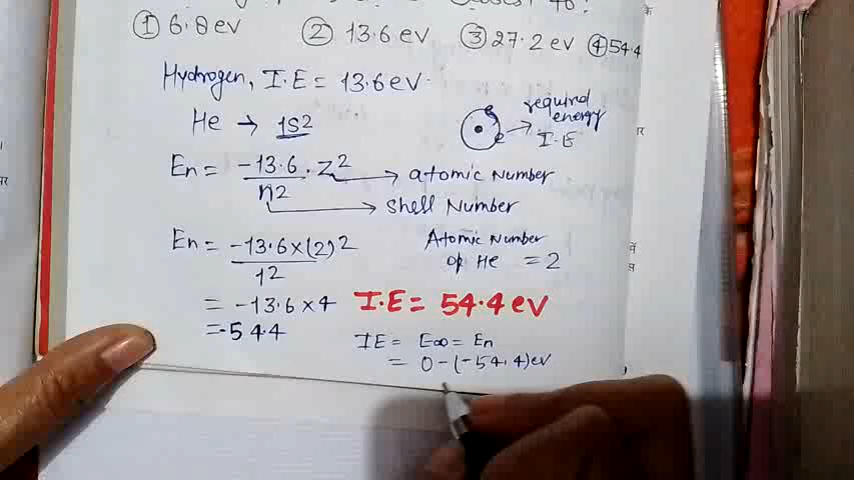 closest to?
① 6.8 ev ② 13.6 ev ③ 27.2 ev ④ 54.4
Hydrogen, I.E = 13.6 ev.
He → 1s2
required energy I.E
e
En = -13.6/n2 . Z2 → atomic Number
→ Shell Number
En = -13.6 x (2)2 / 12
Atomic Number of He = 2
= -13.6 x 4
= -54.4
I.E = 54.4 ev
IE = E∞ = En
= 0 - (-54.4) ev